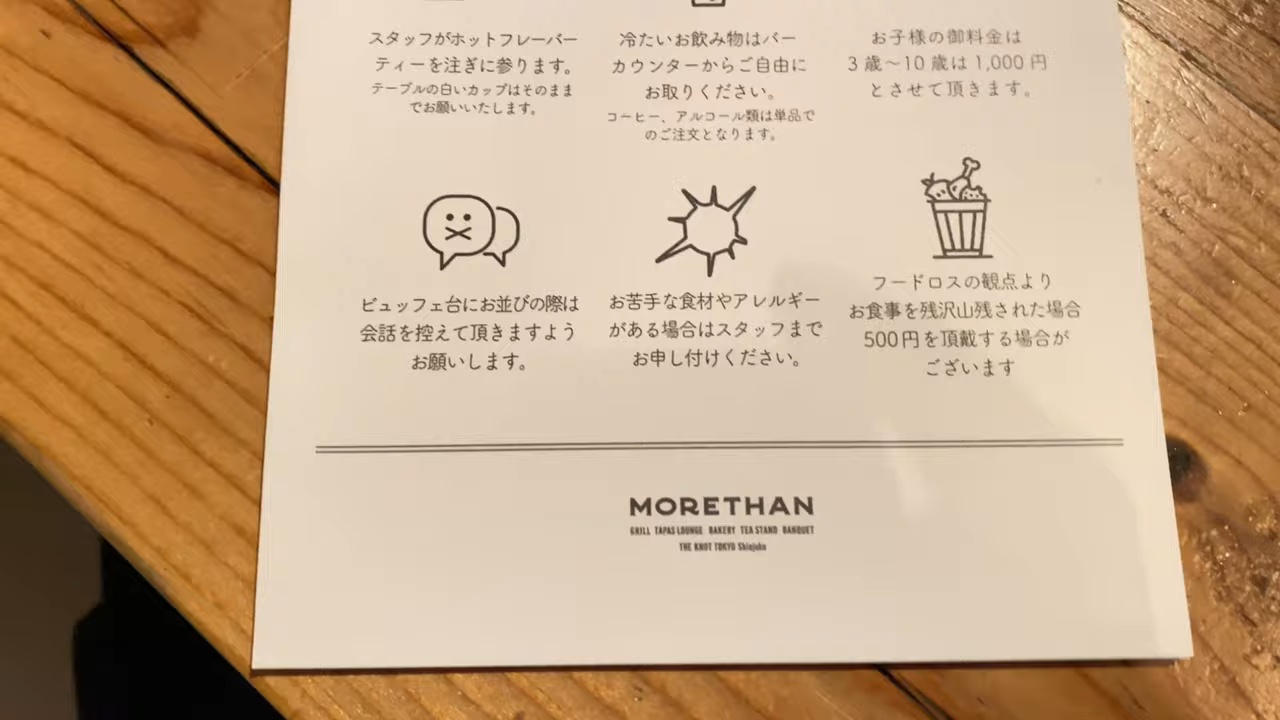 スタッフがホットフレーバー
ティーを注ぎに参ります。
テーブルの白いカップはそのまま
でお願いいたします。
冷たいお飲み物はバー
カウンターからご自由に
お取りください。
コーヒー、アルコール類は単品で
のご注文となります。
お子様の御料金は
3歳〜10歳は1,000円
とさせて頂きます。
ビュッフェ台にお並びの際は
会話を控えて頂きますよう
お願いします。
お苦手な食材やアレルギー
がある場合はスタッフまで
お申し付けください。
フードロスの観点より
お食事を残沢山残された場合
500円を頂戴する場合が
ございます
MORETHAN
GRILL TAPAS LOUNGE BAKERY TEA STAND BANQUET
THE KNOT TOKYO Shinjuku